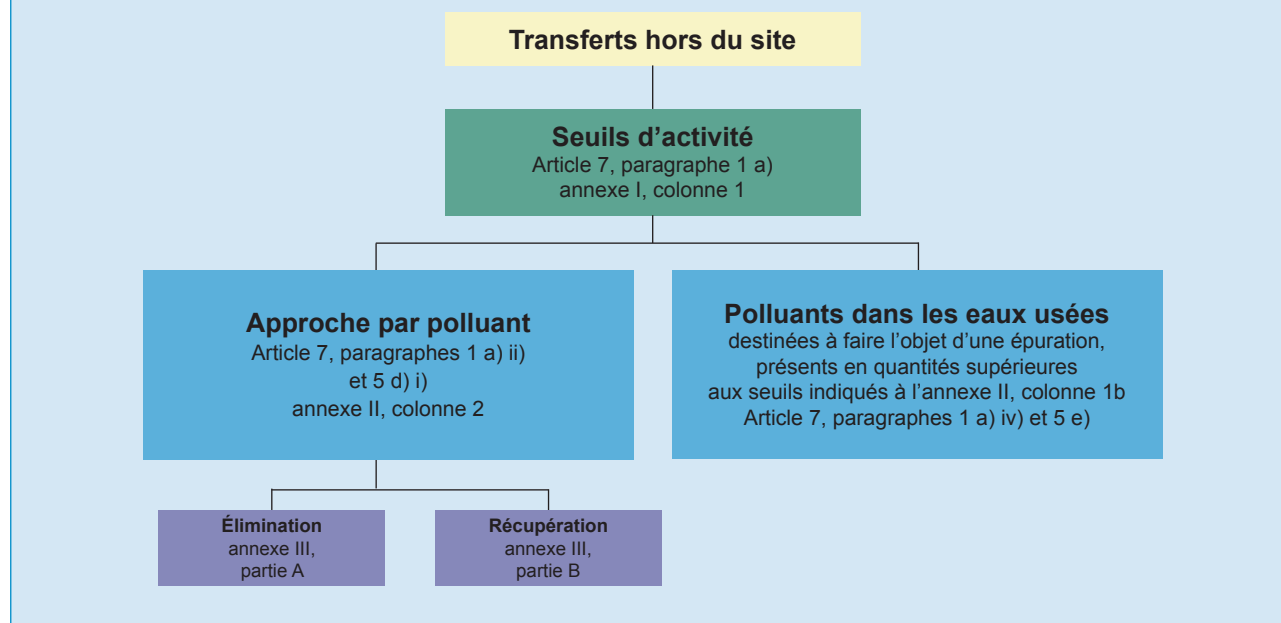 Transferts hors du site
Seuils d’activité
Article 7, paragraphe 1 a)
annexe I, colonne 1
Approche par polluant
Article 7, paragraphes 1 a) ii)
et 5 d) i)
annexe II, colonne 2
Polluants dans les eaux usées
destinées à faire l’objet d’une épuration,
présents en quantités supérieures
aux seuils indiqués à l’annexe II, colonne 1b
Article 7, paragraphes 1 a) iv) et 5 e)
Élimination
annexe III,
partie A
Récupération
annexe III,
partie B